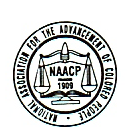 NATIONAL ASSOCIATION FOR THE ADVANCEMENT OF COLORED PEOPLE
NAACP
1909